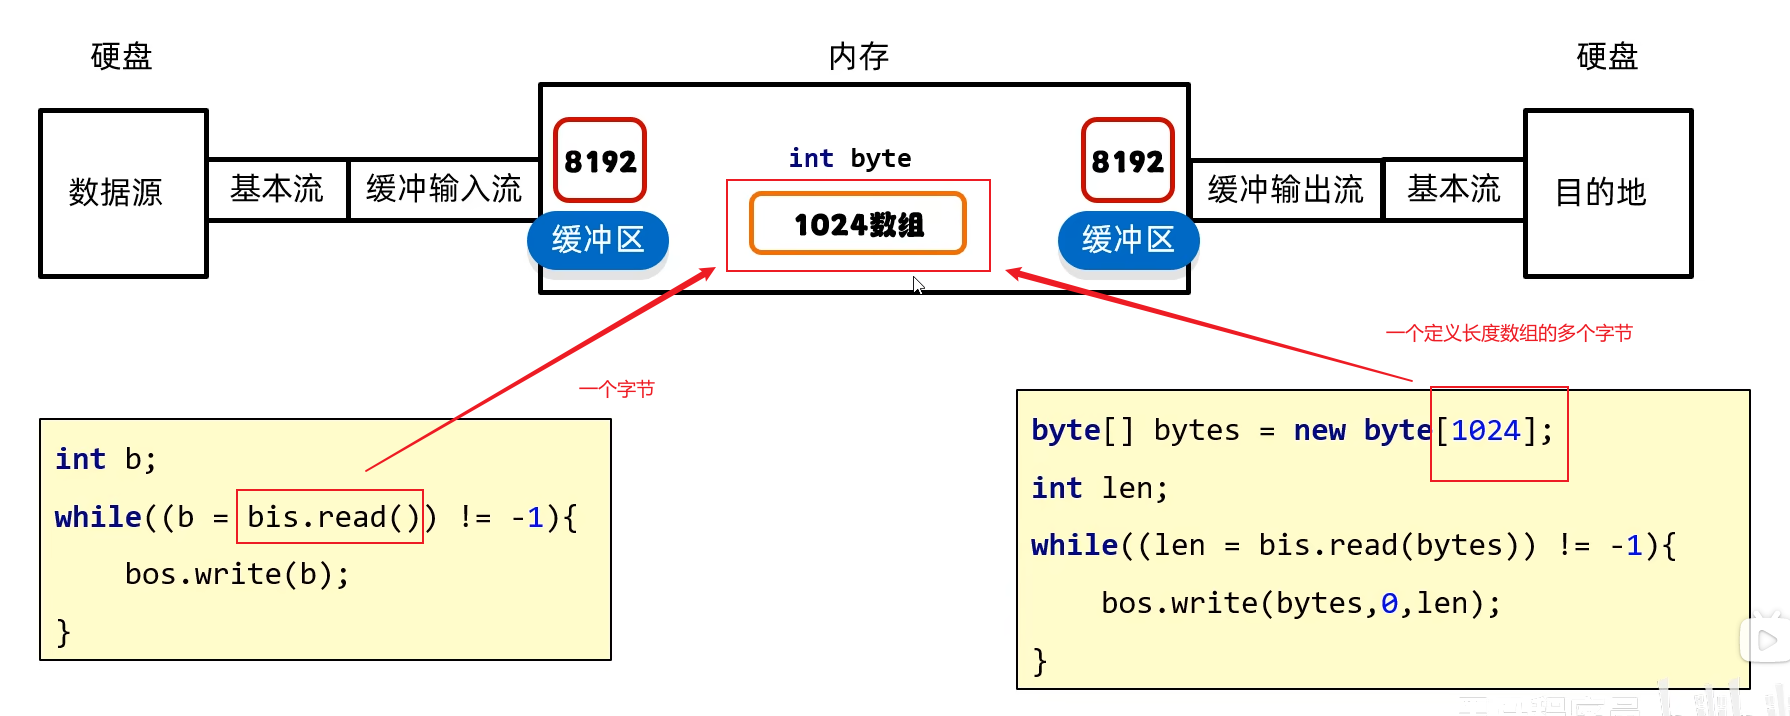 硬盘
内存
硬盘
数据源
基本流
缓冲输入流
8192
缓冲区
int byte
1024数组
8192
缓冲区
缓冲输出流
基本流
目的地
一个字节
一个定义长度数组的多个字节
int b;
while((b = bis.read()) != -1){
bos.write(b);
}
byte[] bytes = new byte[1024];
int len;
while((len = bis.read(bytes)) != -1){
bos.write(bytes,0,len);
}